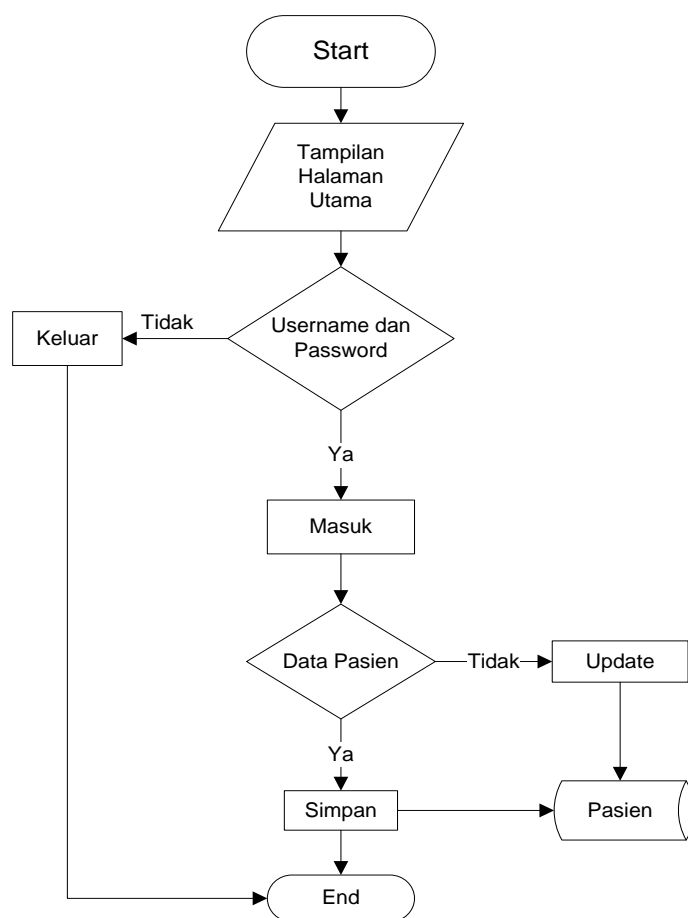 Start
Tampilan
Halaman
Utama
Username dan
Password
Tidak
Keluar
Ya
Masuk
Data Pasien
Tidak
Update
Ya
Simpan
Pasien
End